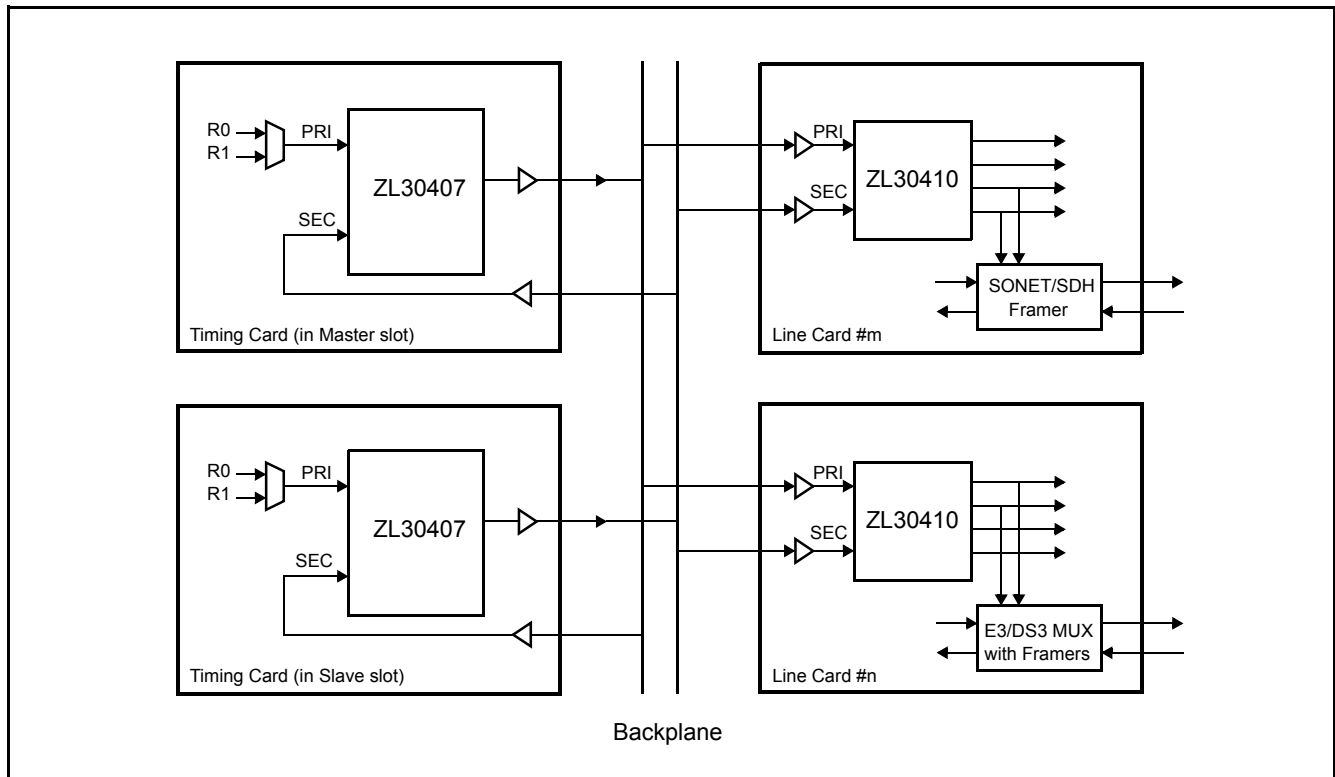 R0
R1
PRI
ZL30407
SEC
Timing Card (in Master slot)
PRI
SEC
ZL30410
SONET/SDH
Framer
Line Card #m
R0
R1
PRI
ZL30407
SEC
Timing Card (in Slave slot)
PRI
SEC
ZL30410
E3/DS3 MUX
with Framers
Line Card #n
Backplane